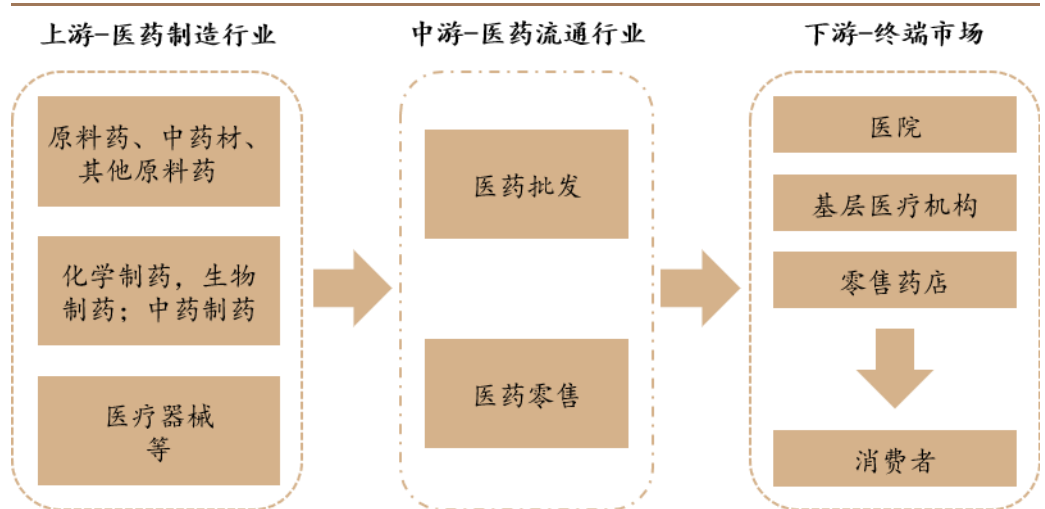 上游-医药制造行业
原料药、中药材、
其他原料药
化学制药，生物
制药；中药制药
医疗器械
等
中游-医药流通行业
医药批发
医药零售
下游-终端市场
医院
基层医疗机构
零售药店
消费者